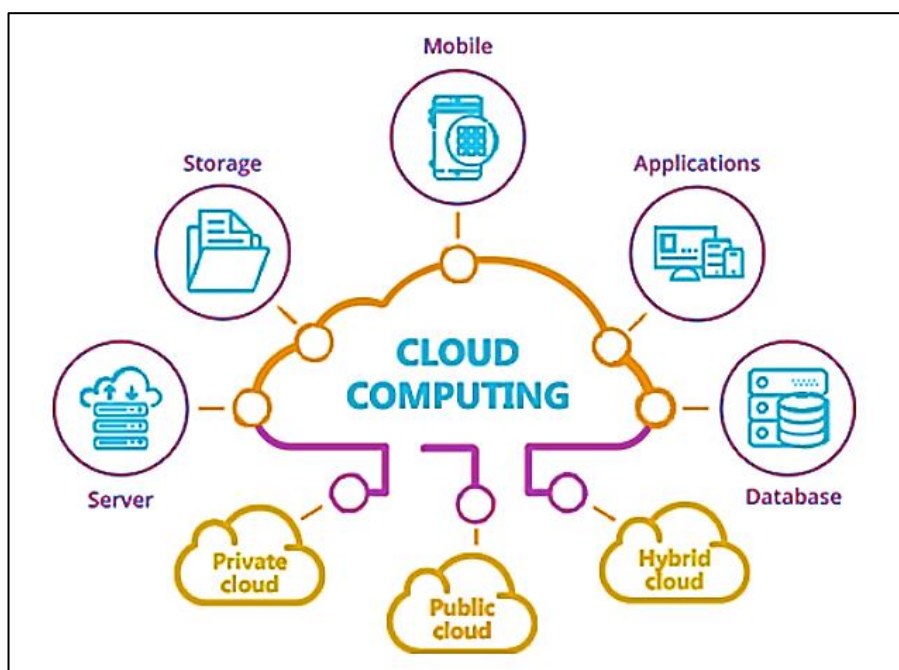 Mobile
Storage
Applications
CLOUD
COMPUTING
Server
Database
Private
cloud
Public
cloud
Hybrid
cloud